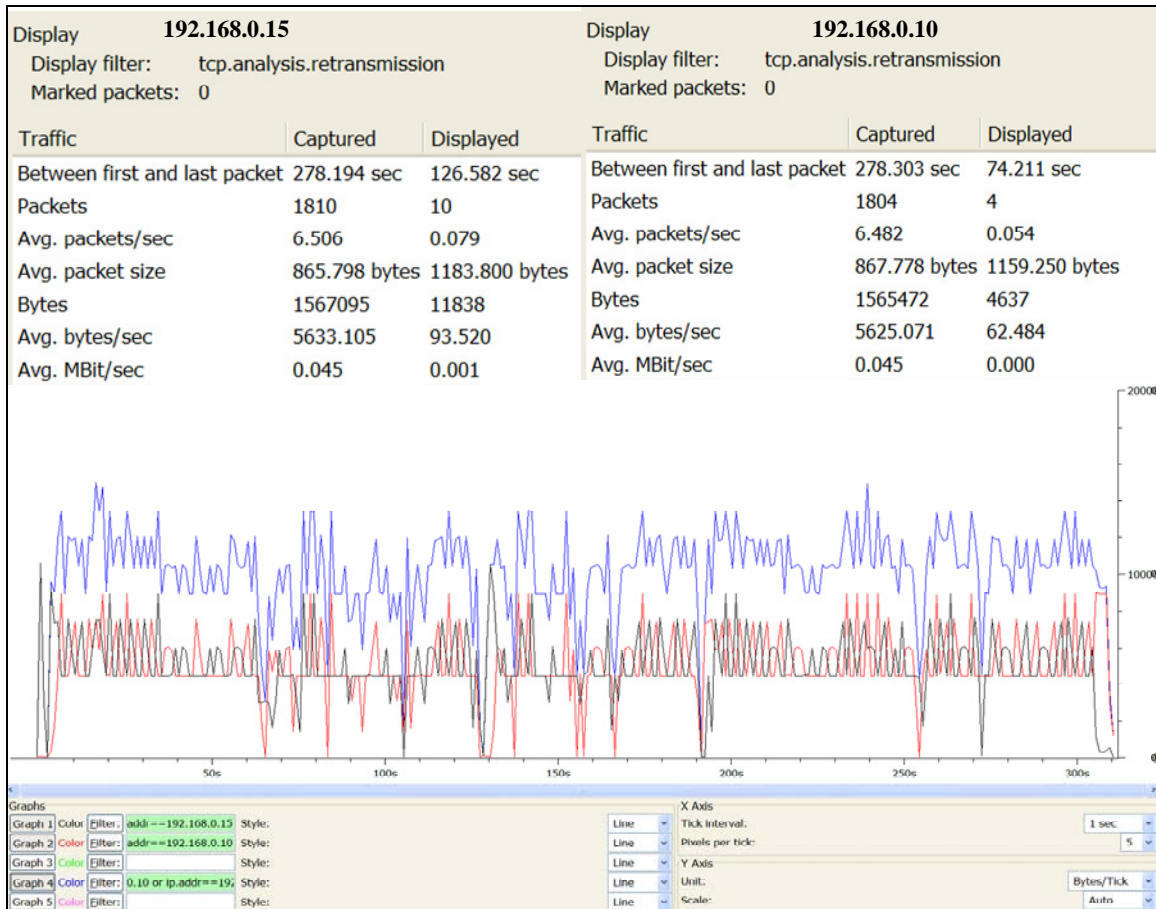 Display 192.168.0.15
Display filter: tcp.analysis.retransmission
Marked packets: 0
Traffic Captured Displayed
Between first and last packet 278.194 sec 126.582 sec
Packets 1810 10
Avg. packets/sec 6.506 0.079
Avg. packet size 865.798 bytes 1183.800 bytes
Bytes 1567095 11838
Avg. bytes/sec 5633.105 93.520
Avg. MBit/sec 0.045 0.001
Display 192.168.0.10
Display filter: tcp.analysis.retransmission
Marked packets: 0
Traffic Captured Displayed
Between first and last packet 278.303 sec 74.211 sec
Packets 1804 4
Avg. packets/sec 6.482 0.054
Avg. packet size 867.778 bytes 1159.250 bytes
Bytes 1565472 4637
Avg. bytes/sec 5625.071 62.484
Avg. MBit/sec 0.045 0.000
20000
10000
0
50s 100s 150s 200s 250s 300s
Graphs
Graph 1 Color Filter: addr==192.168.0.15 Style: Line
Graph 2 Color Filter: addr==192.168.0.10 Style: Line
Graph 3 Color Filter: Style: Line
Graph 4 Color Filter: 0.10 or ip.addr==192 Style: Line
Graph 5 Color Filter: Style: Line
X Axis
Tick interval: 1 sec
Pixels per tick: 5
Y Axis
Unit: Bytes/Tick
Scale: Auto